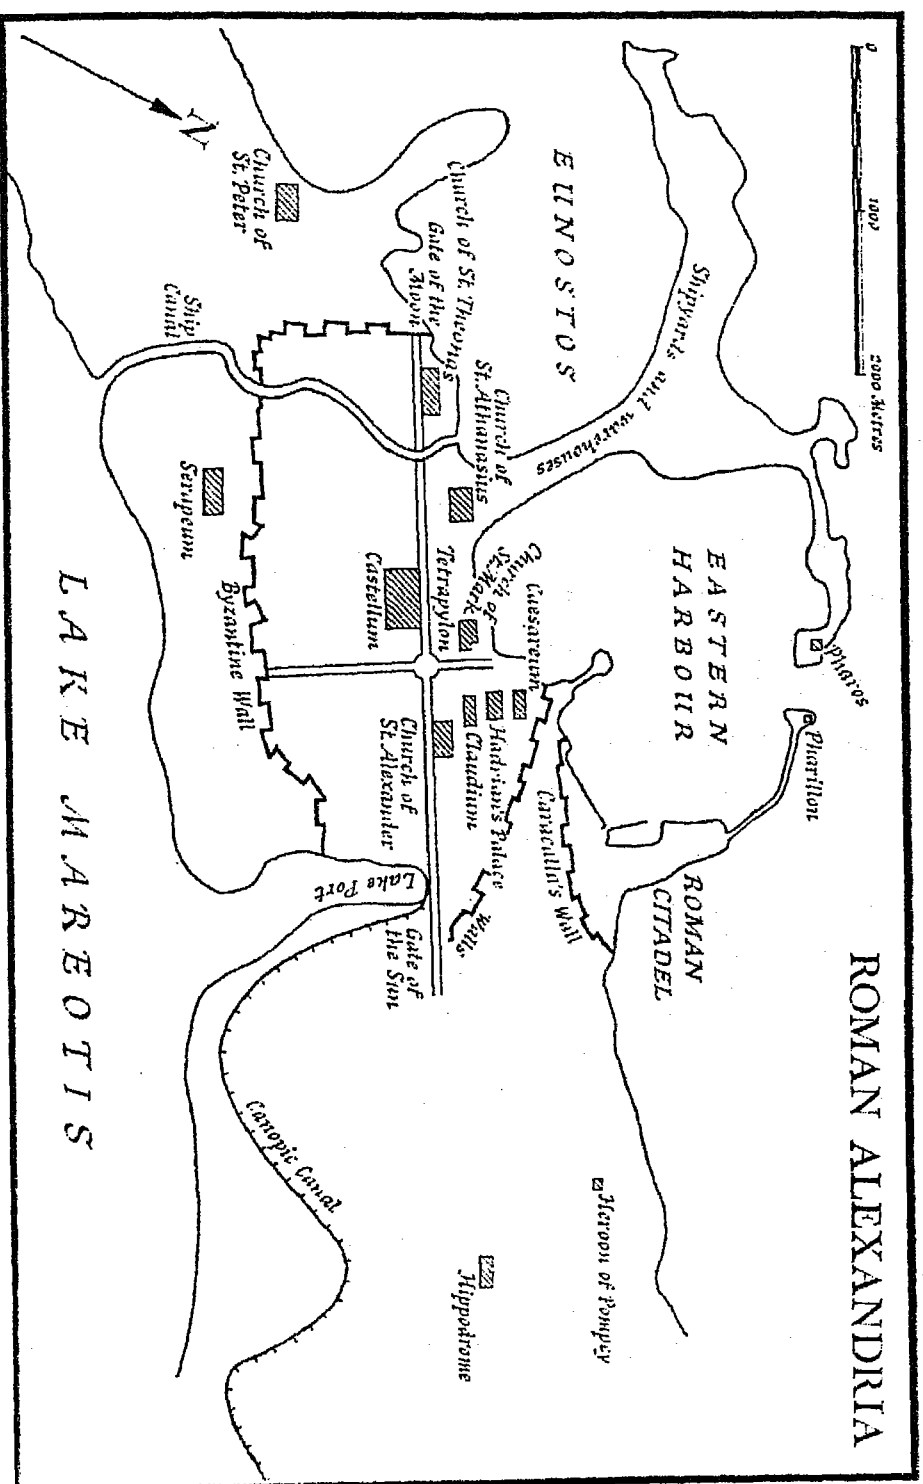 ROMAN ALEXANDRIA
0 1000 2000 Metres
Pharos
Pharillon
EASTERN
HARBOUR
ROMAN
CITADEL
Shipyards and warehouses
EUNOSTOS
Heroon of Pompey
Caracalla's Wall
Caesareum
Church of
St. Mark
Hadrian's Palace
Walls
Claudium
Church of
St. Athanasius
Hippodrome
Church of St. Theonas
Gate of the
Moon
Tetrapylon
Church of
St. Alexander
Gate of
the Sun
Castellum
Lake Port
Canopic Canal
Church of
St. Peter
Byzantine Wall
Serapeum
Ship
Canal
N
LAKE MAREOTIS